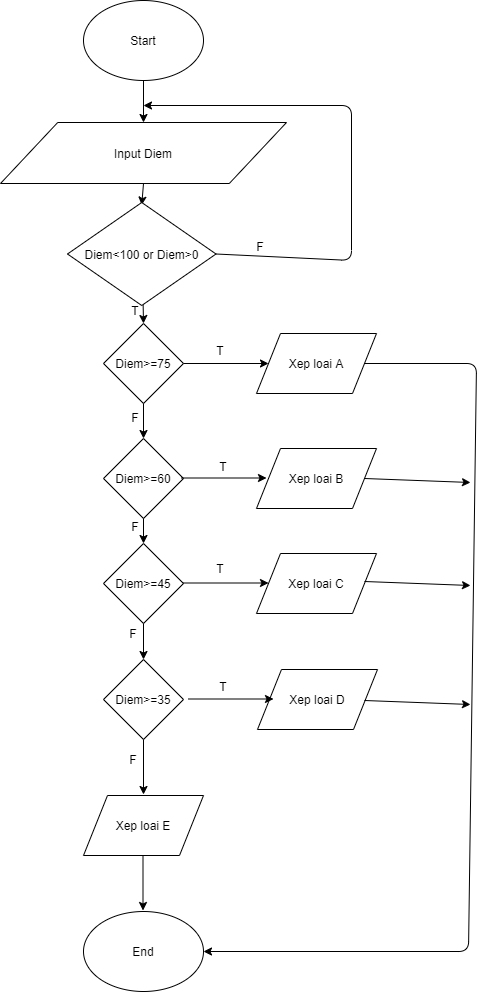 Start
Input Diem
Diem<100 or Diem>0
F
T
Diem>=75
T
Xep loai A
F
Diem>=60
T
Xep loai B
F
Diem>=45
T
Xep loai C
F
Diem>=35
T
Xep loai D
F
Xep loai E
End